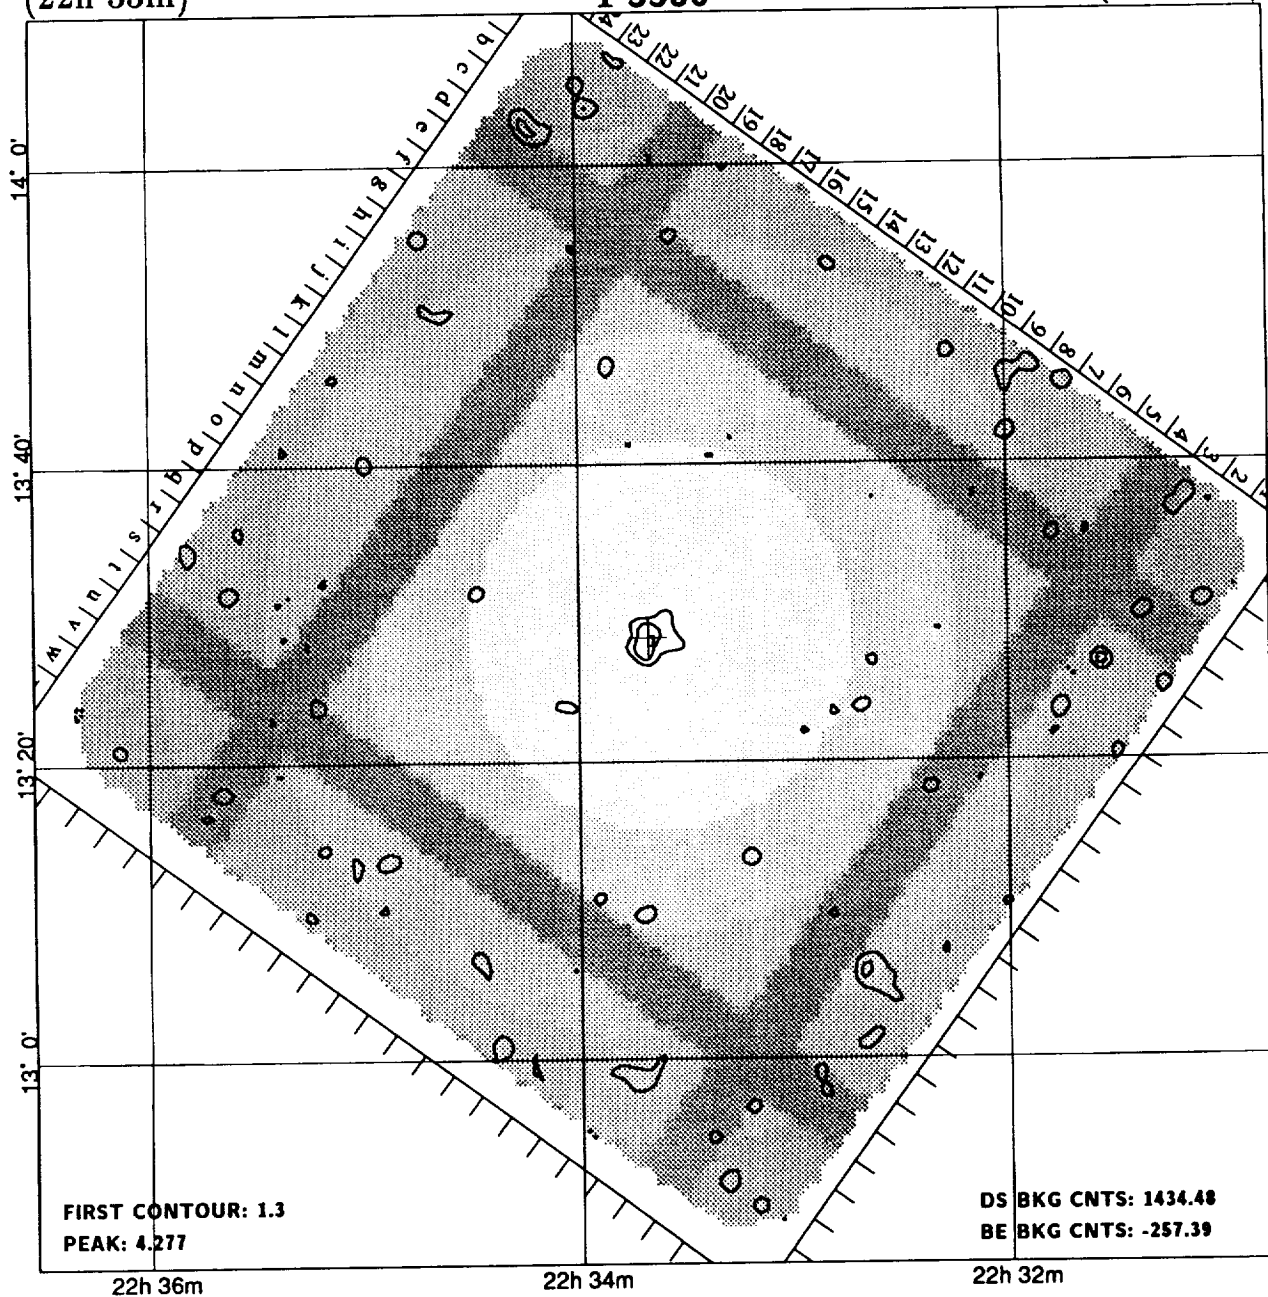 (22h 33m)
b c d e f g h i j k l m n o p q r s t u v w
23 22 21 20 19 18 17 16 15 14 13 12 11 10 9 8 7 6 5 4 3 2
14° 0'
13° 40'
13° 20'
13° 0'
FIRST CONTOUR: 1.3
PEAK: 4.277
DS BKG CNTS: 1434.48
BE BKG CNTS: -257.39
22h 36m
22h 34m
22h 32m